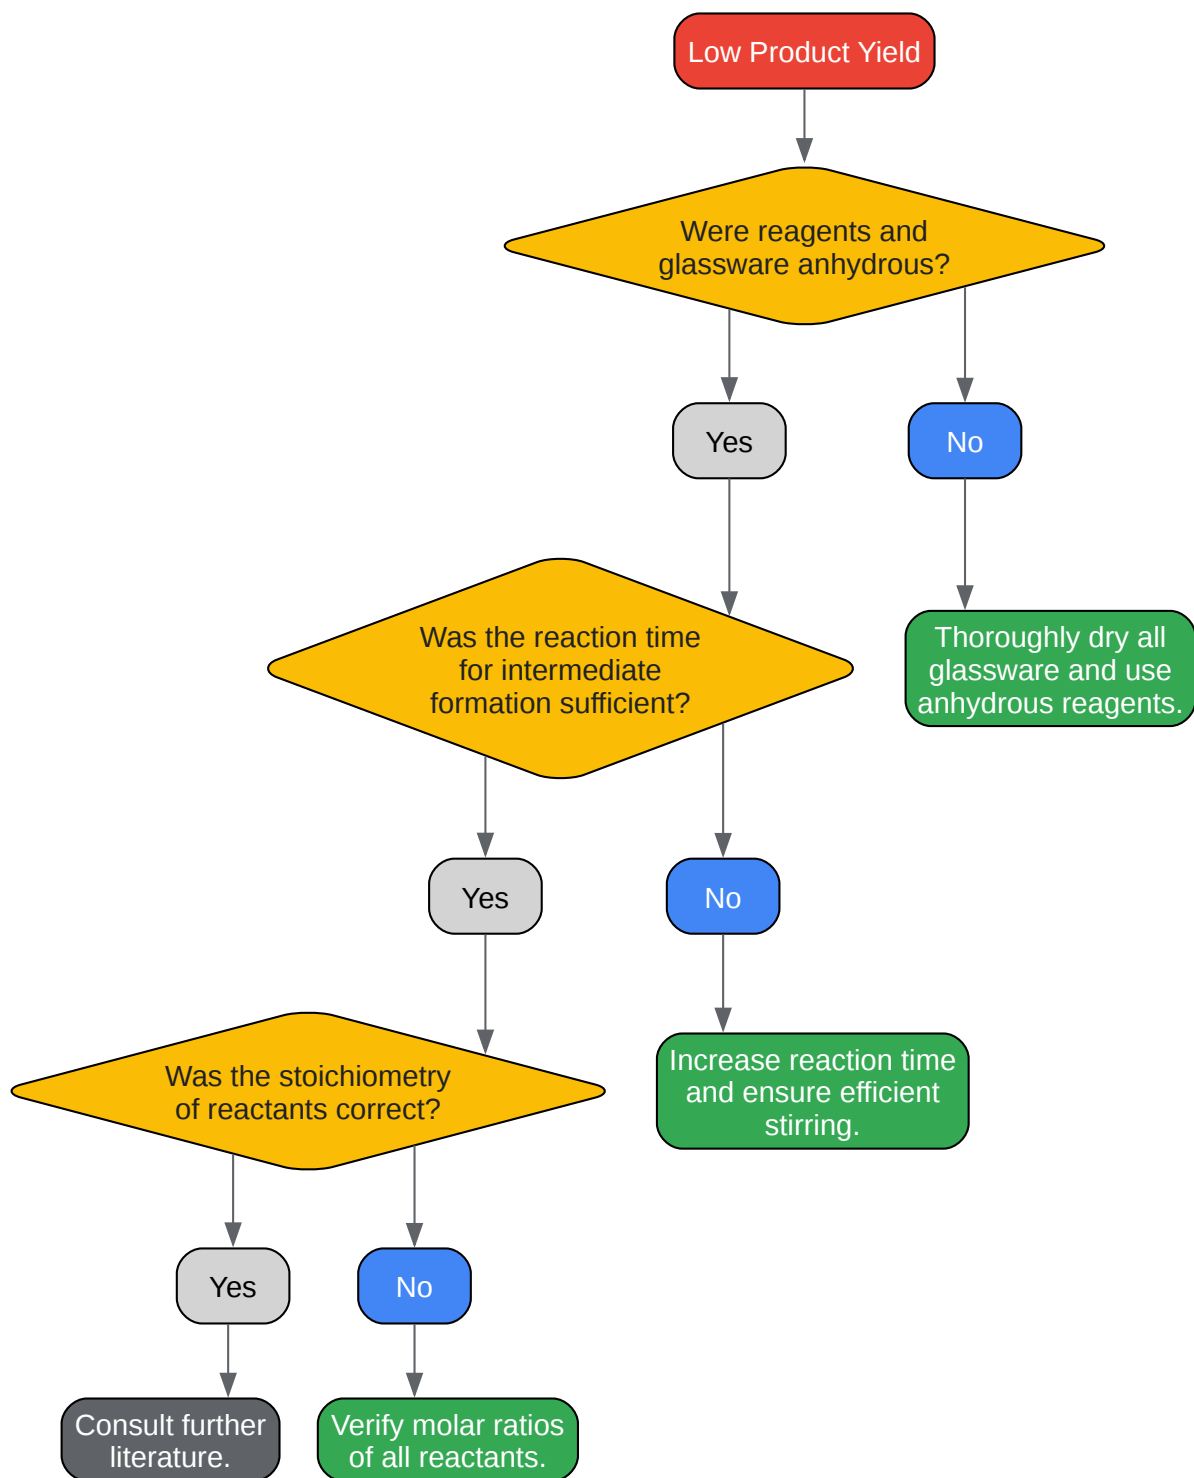 Low Product Yield
Were reagents and
glassware anhydrous?
Yes
No
Was the reaction time
for intermediate
formation sufficient?
Thoroughly dry all
glassware and use
anhydrous reagents.
Yes
No
Was the stoichiometry
of reactants correct?
Increase reaction time
and ensure efficient
stirring.
Yes
No
Consult further
literature.
Verify molar ratios
of all reactants.